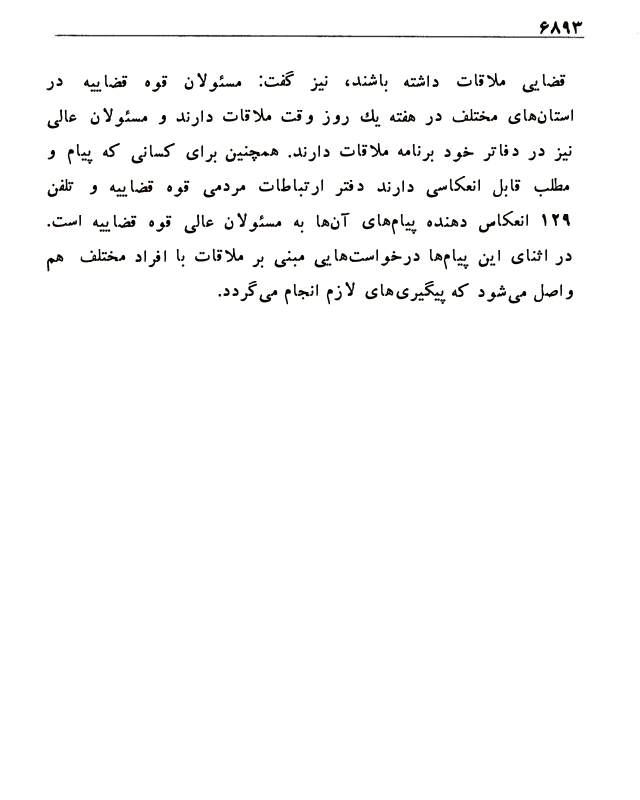 ۶۸۹۳
قضایی ملاقات داشته باشند، نیز گفت: مسئولان قوه قضاییه در
استان‌های مختلف در هفته یك روز وقت ملاقات دارند و مسئولان عالی
نیز در دفاتر خود برنامه ملاقات دارند. همچنین برای کسانی که پیام و
مطلب قابل انعکاسی دارند دفتر ارتباطات مردمی قوه قضاییه و تلفن
۱۲۹ انعکاس دهنده پیام‌های آن‌ها به مسئولان عالی قوه قضاییه است.
در اثنای این پیام‌ها درخواست‌هایی مبنی بر ملاقات با افراد مختلف هم
واصل می‌شود که پیگیری‌های لازم انجام می‌گردد.